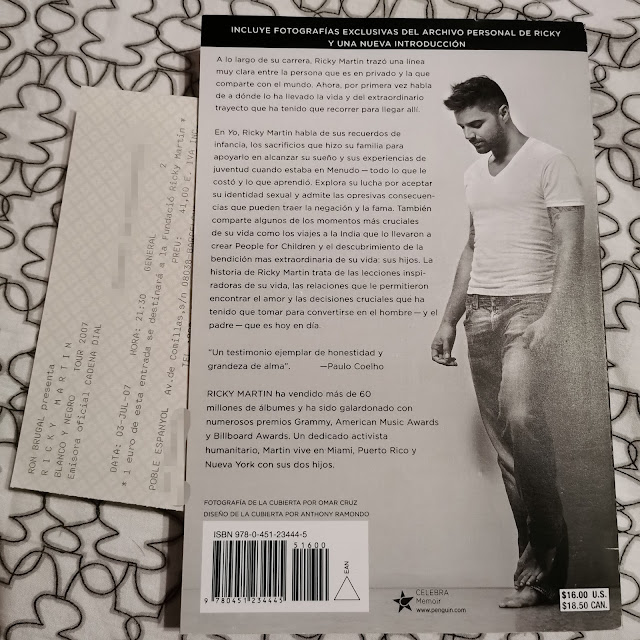 INCLUYE FOTOGRAFÍAS EXCLUSIVAS DEL ARCHIVO PERSONAL DE RICKY
Y UNA NUEVA INTRODUCCIÓN
A lo largo de su carrera, Ricky Martin trazó una línea
muy clara entre la persona que es en privado y la que
comparte con el mundo. Ahora, por primera vez habla
de a dónde lo ha llevado la vida y del extraordinario
trayecto que ha tenido que recorrer para llegar allí.
En Yo, Ricky Martin habla de sus recuerdos de
infancia, los sacrificios que hizo su familia para
apoyarlo en alcanzar su sueño y sus experiencias de
juventud cuando estaba en Menudo—todo lo que le
costó y lo que aprendió. Explora su lucha por aceptar
su identidad sexual y admite las opresivas consecuen-
cias que pueden traer la negación y la fama. También
comparte algunos de los momentos más cruciales
de su vida como los viajes a la India que lo llevaron a
crear People for Children y el descubrimiento de la
bendición mas extraordinaria de su vida: sus hijos. La
historia de Ricky Martin trata de las lecciones inspi-
radoras de su vida, las relaciones que le permitieron
encontrar el amor y las decisiones cruciales que ha
tenido que tomar para convertirse en el hombre—y el
padre—que es hoy en día.
"Un testimonio ejemplar de honestidad y
grandeza de alma". —Paulo Coelho
RICKY MARTIN ha vendido más de 60
millones de álbumes y ha sido galardonado con
numerosos premios Grammy, American Music Awards
y Billboard Awards. Un dedicado activista
humanitario, Martin vive en Miami, Puerto Rico y
Nueva York con sus dos hijos.
FOTOGRAFÍA DE LA CUBIERTA POR OMAR CRUZ
DISEÑO DE LA CUBIERTA POR ANTHONY RAMONDO
ISBN 978-0-451-23444-5
51600
9 780451 234445
EAN
CELEBRA
Memoir
www.penguin.com
$16.00 U.S.
$18.50 CAN.
RON BRUGAL presenta
RICKY MARTIN
BLANCO Y NEGRO TOUR 2007
Emisora oficial CADENA DIAL
DATA: 03-JUL-07 HORA: 21:30 GENERAL 2
* 1 euro de esta entrada se destinará a la Fundació Ricky Martin *
PREU: 41,00 E. IVA INC
POBLE ESPANYOL Av.de Comillas,s/n 08038